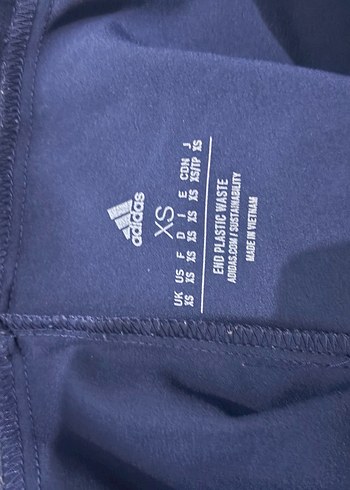 adidas
XS
UK US F D I E CDN J
XS XS XS XS XS XS XS/TP XS
END PLASTIC WASTE
ADIDAS.COM / SUSTAINABILITY
MADE IN VIETNAM